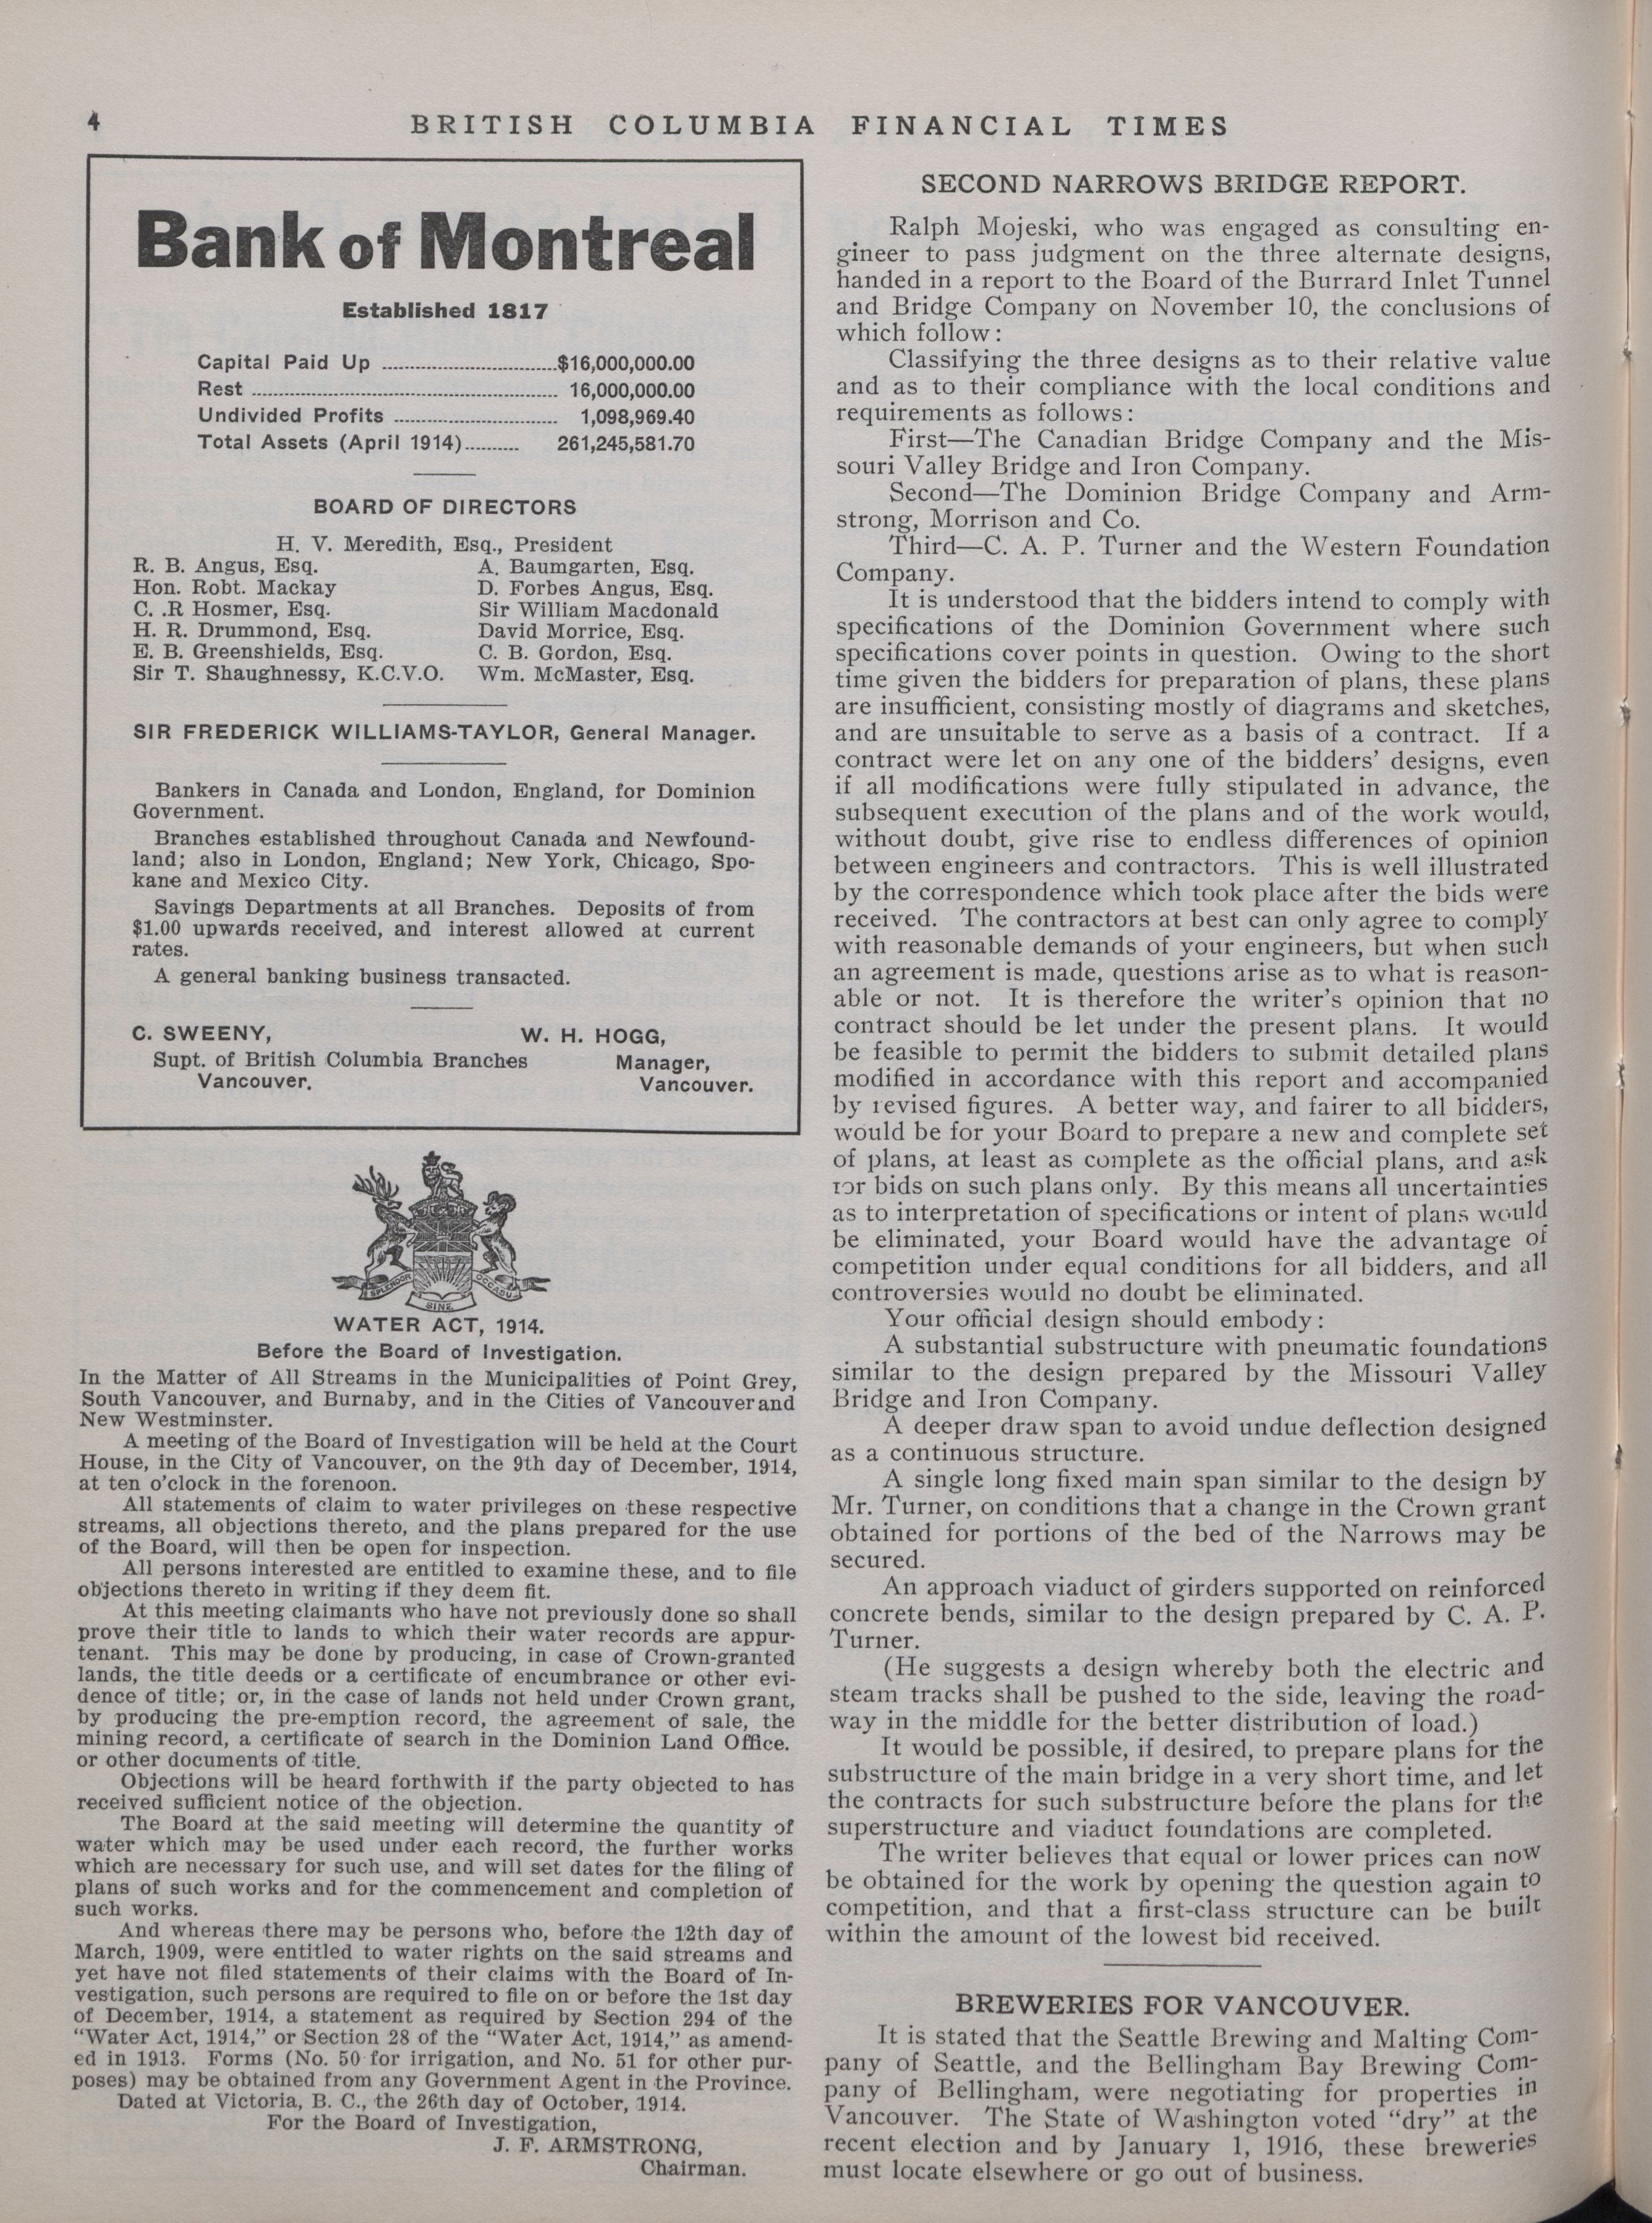 4
BRITISH COLUMBIA FINANCIAL TIMES
Bank of Montreal
Established 1817
Capital Paid Up ................................$16,000,000.00
Rest ........................................................ 16,000,000.00
Undivided Profits .............................. 1,098,969.40
Total Assets (April 1914).......... 261,245,581.70
BOARD OF DIRECTORS
H. V. Meredith, Esq., President
R. B. Angus, Esq. A. Baumgarten, Esq.
Hon. Robt. Mackay D. Forbes Angus, Esq.
C. .R Hosmer, Esq. Sir William Macdonald
H. R. Drummond, Esq. David Morrice, Esq.
E. B. Greenshields, Esq. C. B. Gordon, Esq.
Sir T. Shaughnessy, K.C.V.O. Wm. McMaster, Esq.
SIR FREDERICK WILLIAMS-TAYLOR, General Manager.
Bankers in Canada and London, England, for Dominion
Government.
Branches established throughout Canada and Newfound-
land; also in London, England; New York, Chicago, Spo-
kane and Mexico City.
Savings Departments at all Branches. Deposits of from
$1.00 upwards received, and interest allowed at current
rates.
A general banking business transacted.
C. SWEENY, W. H. HOGG,
Supt. of British Columbia Branches Manager,
Vancouver. Vancouver.
SPLENDOR SINE OCCASU
WATER ACT, 1914.
Before the Board of Investigation.
In the Matter of All Streams in the Municipalities of Point Grey,
South Vancouver, and Burnaby, and in the Cities of Vancouver and
New Westminster.
A meeting of the Board of Investigation will be held at the Court
House, in the City of Vancouver, on the 9th day of December, 1914,
at ten o'clock in the forenoon.
All statements of claim to water privileges on these respective
streams, all objections thereto, and the plans prepared for the use
of the Board, will then be open for inspection.
All persons interested are entitled to examine these, and to file
objections thereto in writing if they deem fit.
At this meeting claimants who have not previously done so shall
prove their title to lands to which their water records are appur-
tenant. This may be done by producing, in case of Crown-granted
lands, the title deeds or a certificate of encumbrance or other evi-
dence of title; or, in the case of lands not held under Crown grant,
by producing the pre-emption record, the agreement of sale, the
mining record, a certificate of search in the Dominion Land Office.
or other documents of title.
Objections will be heard forthwith if the party objected to has
received sufficient notice of the objection.
The Board at the said meeting will determine the quantity of
water which may be used under each record, the further works
which are necessary for such use, and will set dates for the filing of
plans of such works and for the commencement and completion of
such works.
And whereas there may be persons who, before the 12th day of
March, 1909, were entitled to water rights on the said streams and
yet have not filed statements of their claims with the Board of In-
vestigation, such persons are required to file on or before the 1st day
of December, 1914, a statement as required by Section 294 of the
"Water Act, 1914," or Section 28 of the "Water Act, 1914," as amend-
ed in 1913. Forms (No. 50 for irrigation, and No. 51 for other pur-
poses) may be obtained from any Government Agent in the Province.
Dated at Victoria, B. C., the 26th day of October, 1914.
For the Board of Investigation,
J. F. ARMSTRONG,
Chairman.
SECOND NARROWS BRIDGE REPORT.
Ralph Mojeski, who was engaged as consulting en-
gineer to pass judgment on the three alternate designs,
handed in a report to the Board of the Burrard Inlet Tunnel
and Bridge Company on November 10, the conclusions of
which follow:
Classifying the three designs as to their relative value
and as to their compliance with the local conditions and
requirements as follows:
First—The Canadian Bridge Company and the Mis-
souri Valley Bridge and Iron Company.
Second—The Dominion Bridge Company and Arm-
strong, Morrison and Co.
Third—C. A. P. Turner and the Western Foundation
Company.
It is understood that the bidders intend to comply with
specifications of the Dominion Government where such
specifications cover points in question. Owing to the short
time given the bidders for preparation of plans, these plans
are insufficient, consisting mostly of diagrams and sketches,
and are unsuitable to serve as a basis of a contract. If a
contract were let on any one of the bidders' designs, even
if all modifications were fully stipulated in advance, the
subsequent execution of the plans and of the work would,
without doubt, give rise to endless differences of opinion
between engineers and contractors. This is well illustrated
by the correspondence which took place after the bids were
received. The contractors at best can only agree to comply
with reasonable demands of your engineers, but when such
an agreement is made, questions arise as to what is reason-
able or not. It is therefore the writer's opinion that no
contract should be let under the present plans. It would
be feasible to permit the bidders to submit detailed plans
modified in accordance with this report and accompanied
by revised figures. A better way, and fairer to all bidders,
would be for your Board to prepare a new and complete set
of plans, at least as complete as the official plans, and ask
for bids on such plans only. By this means all uncertainties
as to interpretation of specifications or intent of plans would
be eliminated, your Board would have the advantage of
competition under equal conditions for all bidders, and all
controversies would no doubt be eliminated.
Your official design should embody:
A substantial substructure with pneumatic foundations
similar to the design prepared by the Missouri Valley
Bridge and Iron Company.
A deeper draw span to avoid undue deflection designed
as a continuous structure.
A single long fixed main span similar to the design by
Mr. Turner, on conditions that a change in the Crown grant
obtained for portions of the bed of the Narrows may be
secured.
An approach viaduct of girders supported on reinforced
concrete bends, similar to the design prepared by C. A. P.
Turner.
(He suggests a design whereby both the electric and
steam tracks shall be pushed to the side, leaving the road-
way in the middle for the better distribution of load.)
It would be possible, if desired, to prepare plans for the
substructure of the main bridge in a very short time, and let
the contracts for such substructure before the plans for the
superstructure and viaduct foundations are completed.
The writer believes that equal or lower prices can now
be obtained for the work by opening the question again to
competition, and that a first-class structure can be built
within the amount of the lowest bid received.
BREWERIES FOR VANCOUVER.
It is stated that the Seattle Brewing and Malting Com-
pany of Seattle, and the Bellingham Bay Brewing Com-
pany of Bellingham, were negotiating for properties in
Vancouver. The State of Washington voted "dry" at the
recent election and by January 1, 1916, these breweries
must locate elsewhere or go out of business.